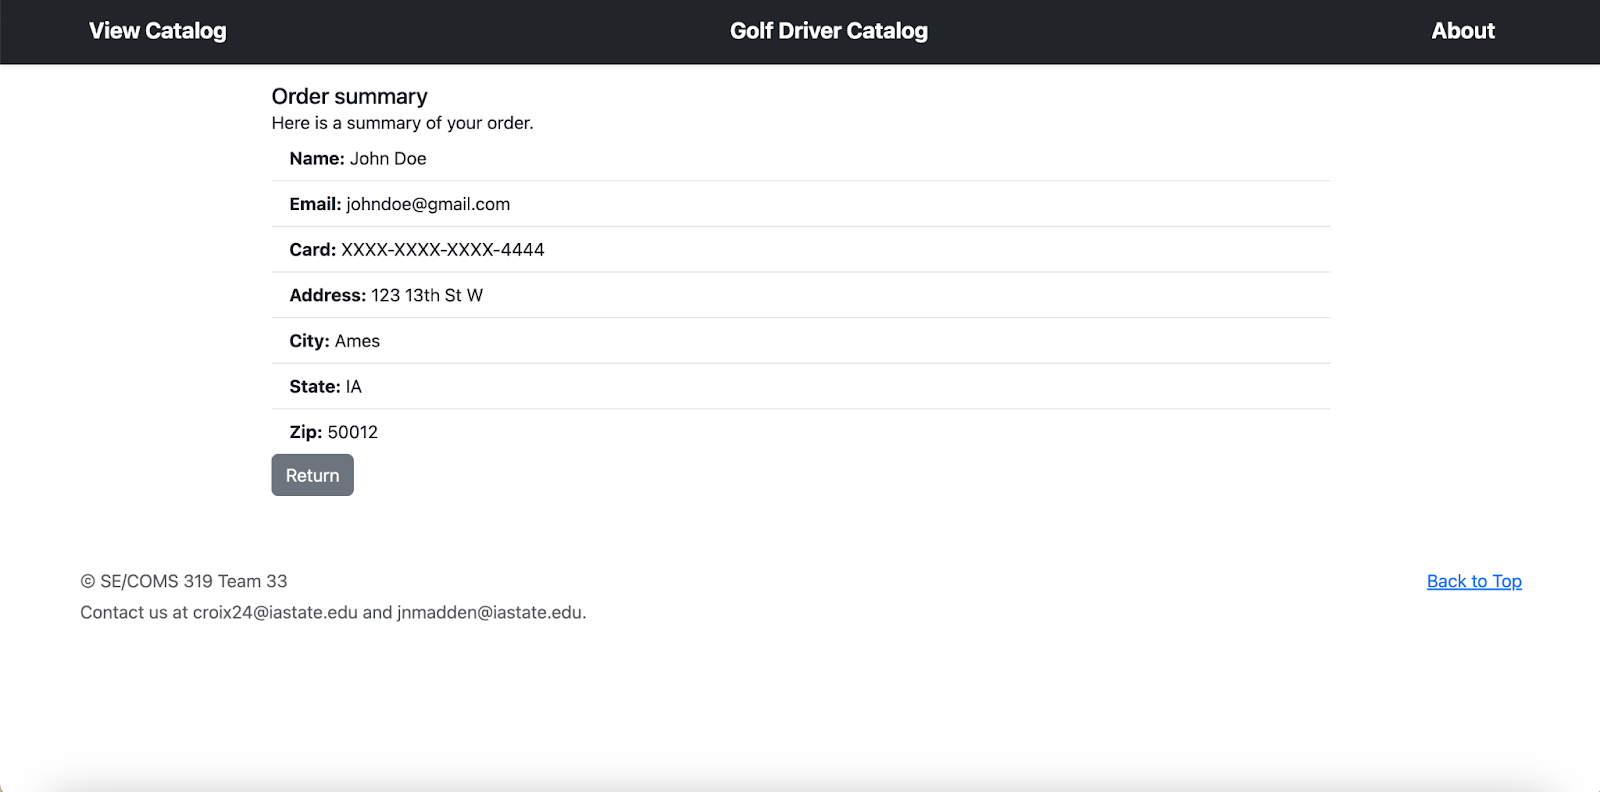 View Catalog Golf Driver Catalog About
Order summary
Here is a summary of your order.
Name: John Doe
Email: johndoe@gmail.com
Card: XXXX-XXXX-XXXX-4444
Address: 123 13th St W
City: Ames
State: IA
Zip: 50012
Return
© SE/COMS 319 Team 33 Back to Top
Contact us at croix24@iastate.edu and jnmadden@iastate.edu.